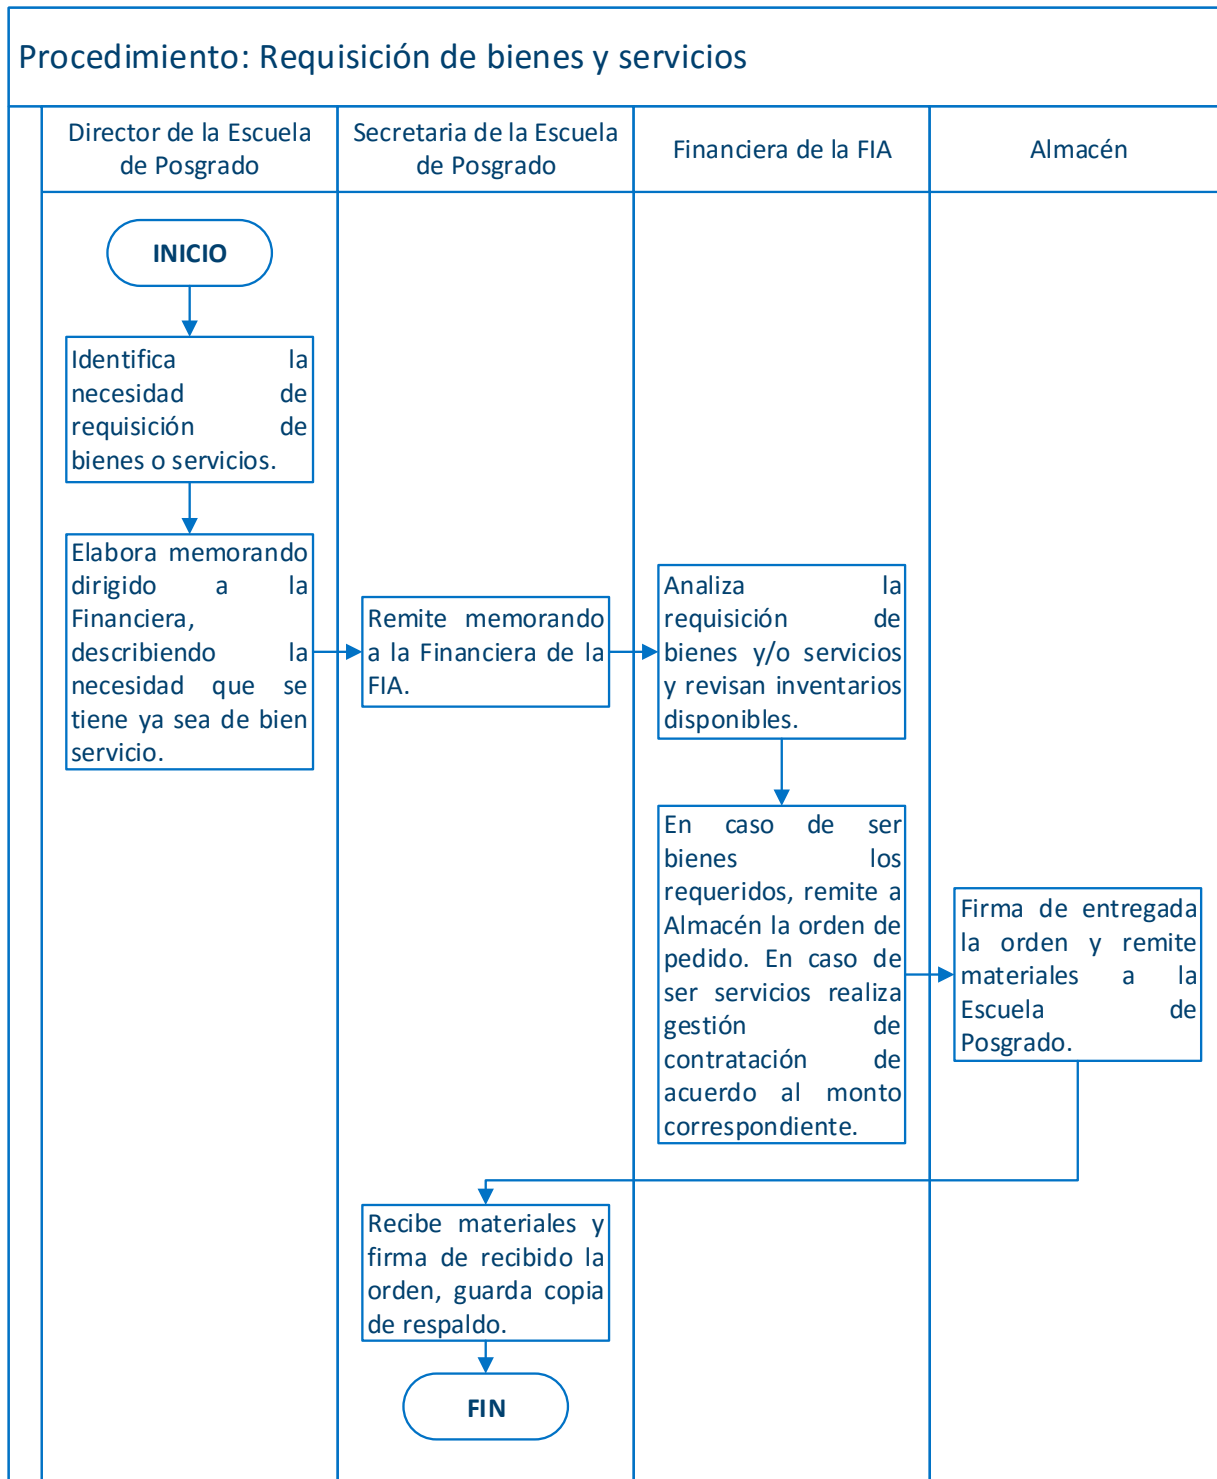 Procedimiento: Requisición de bienes y servicios
Director de la Escuela
de Posgrado
Secretaria de la Escuela
de Posgrado
Financiera de la FIA
Almacén
INICIO
Identifica la
necesidad de
requisición de
bienes o servicios.
Elabora memorando
dirigido a la
Financiera,
describiendo la
necesidad que se
tiene ya sea de bien
servicio.
Remite memorando
a la Financiera de la
FIA.
Analiza la
requisición de
bienes y/o servicios
y revisan inventarios
disponibles.
En caso de ser
bienes los
requeridos, remite a
Almacén la orden de
pedido. En caso de
ser servicios realiza
gestión de
contratación de
acuerdo al monto
correspondiente.
Firma de entregada
la orden y remite
materiales a la
Escuela de
Posgrado.
Recibe materiales y
firma de recibido la
orden, guarda copia
de respaldo.
FIN